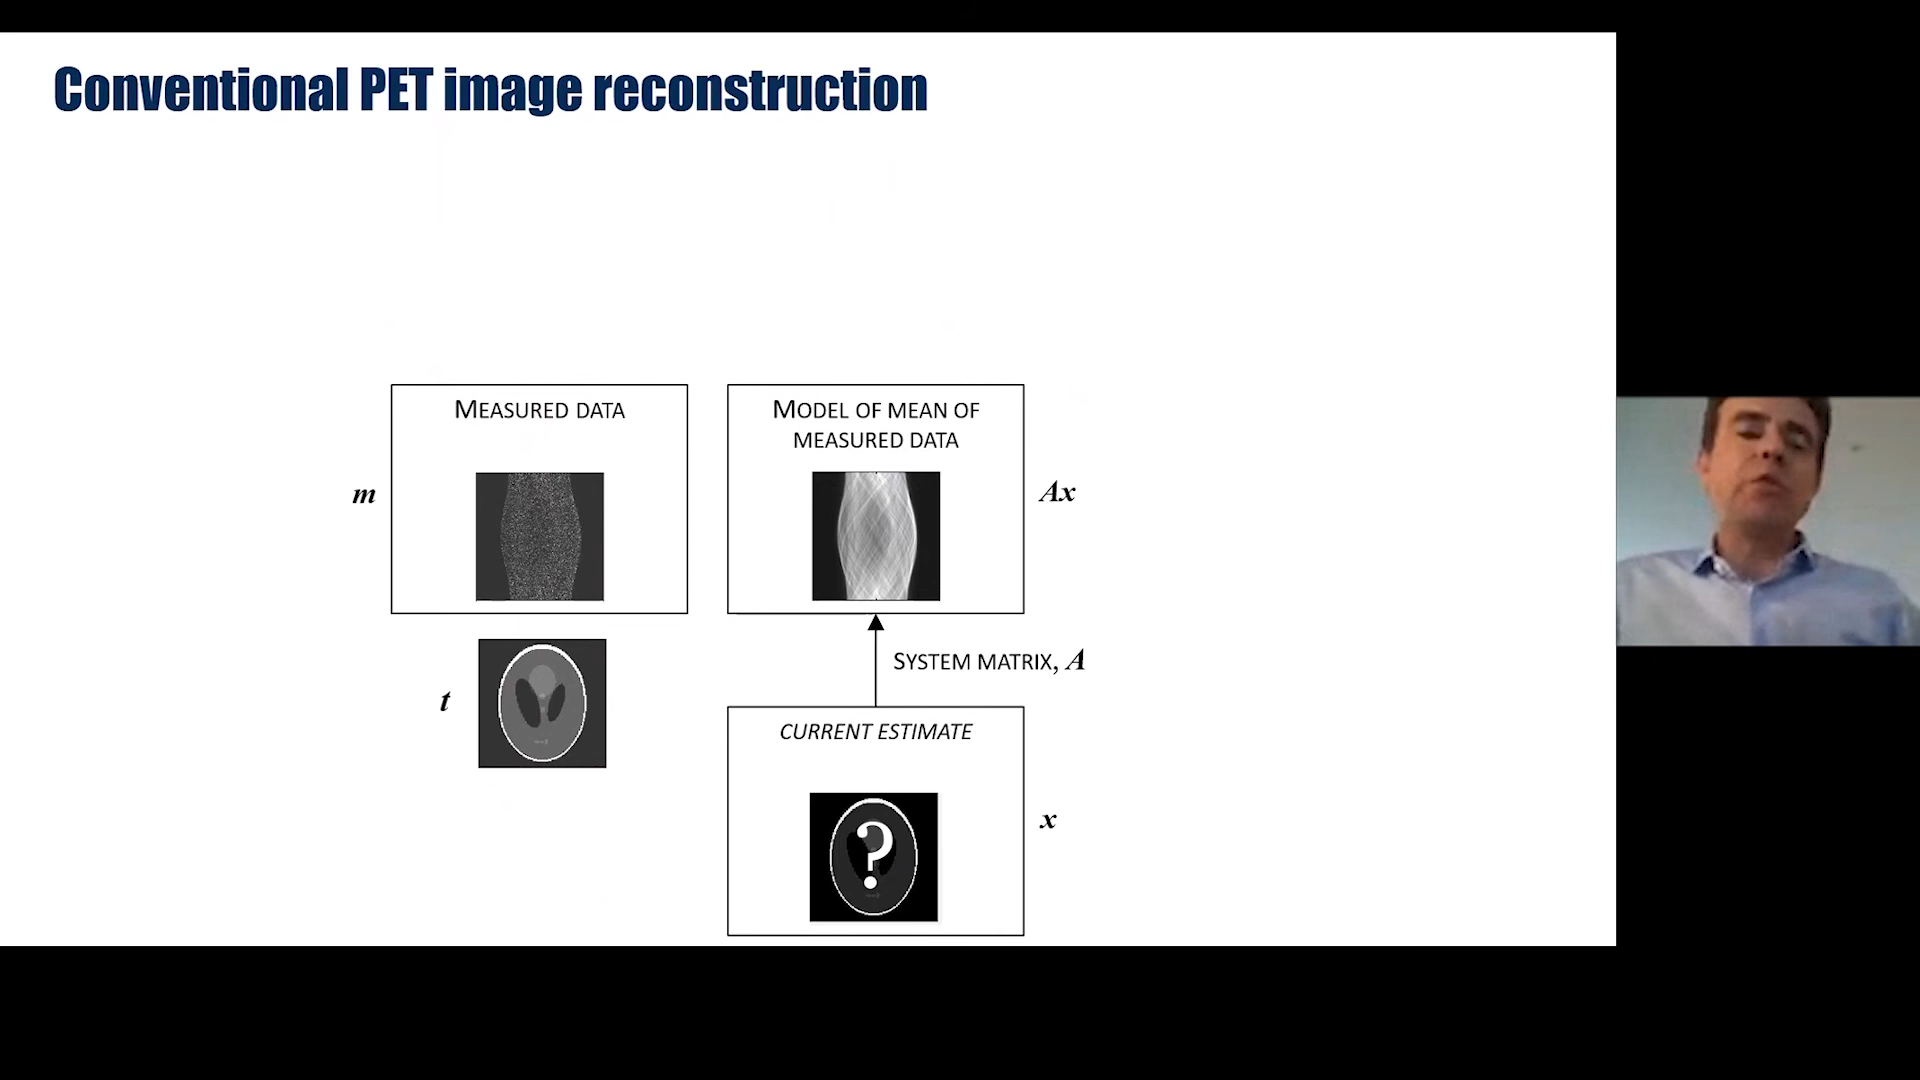 Conventional PET image reconstruction
MEASURED DATA
m
MODEL OF MEAN OF
MEASURED DATA
Ax
SYSTEM MATRIX, A
t
CURRENT ESTIMATE
?
x